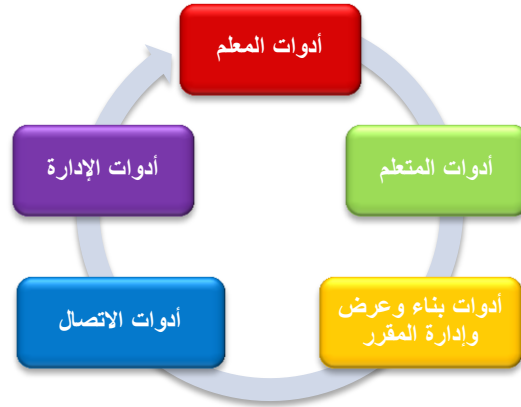 أدوات المعلم
أدوات المتعلم
أدوات بناء وعرض
وإدارة المقرر
أدوات الاتصال
أدوات الإدارة